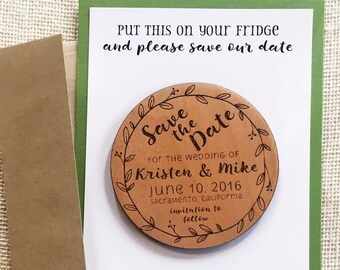 PUT THIS ON YOUR FRIDGE
and please save our date
Save
the
Date
FOR THE WEDDING OF
Kristen & Mike
JUNE 10, 2016
SACRAMENTO, CALIFORNIA
invitation to
follow